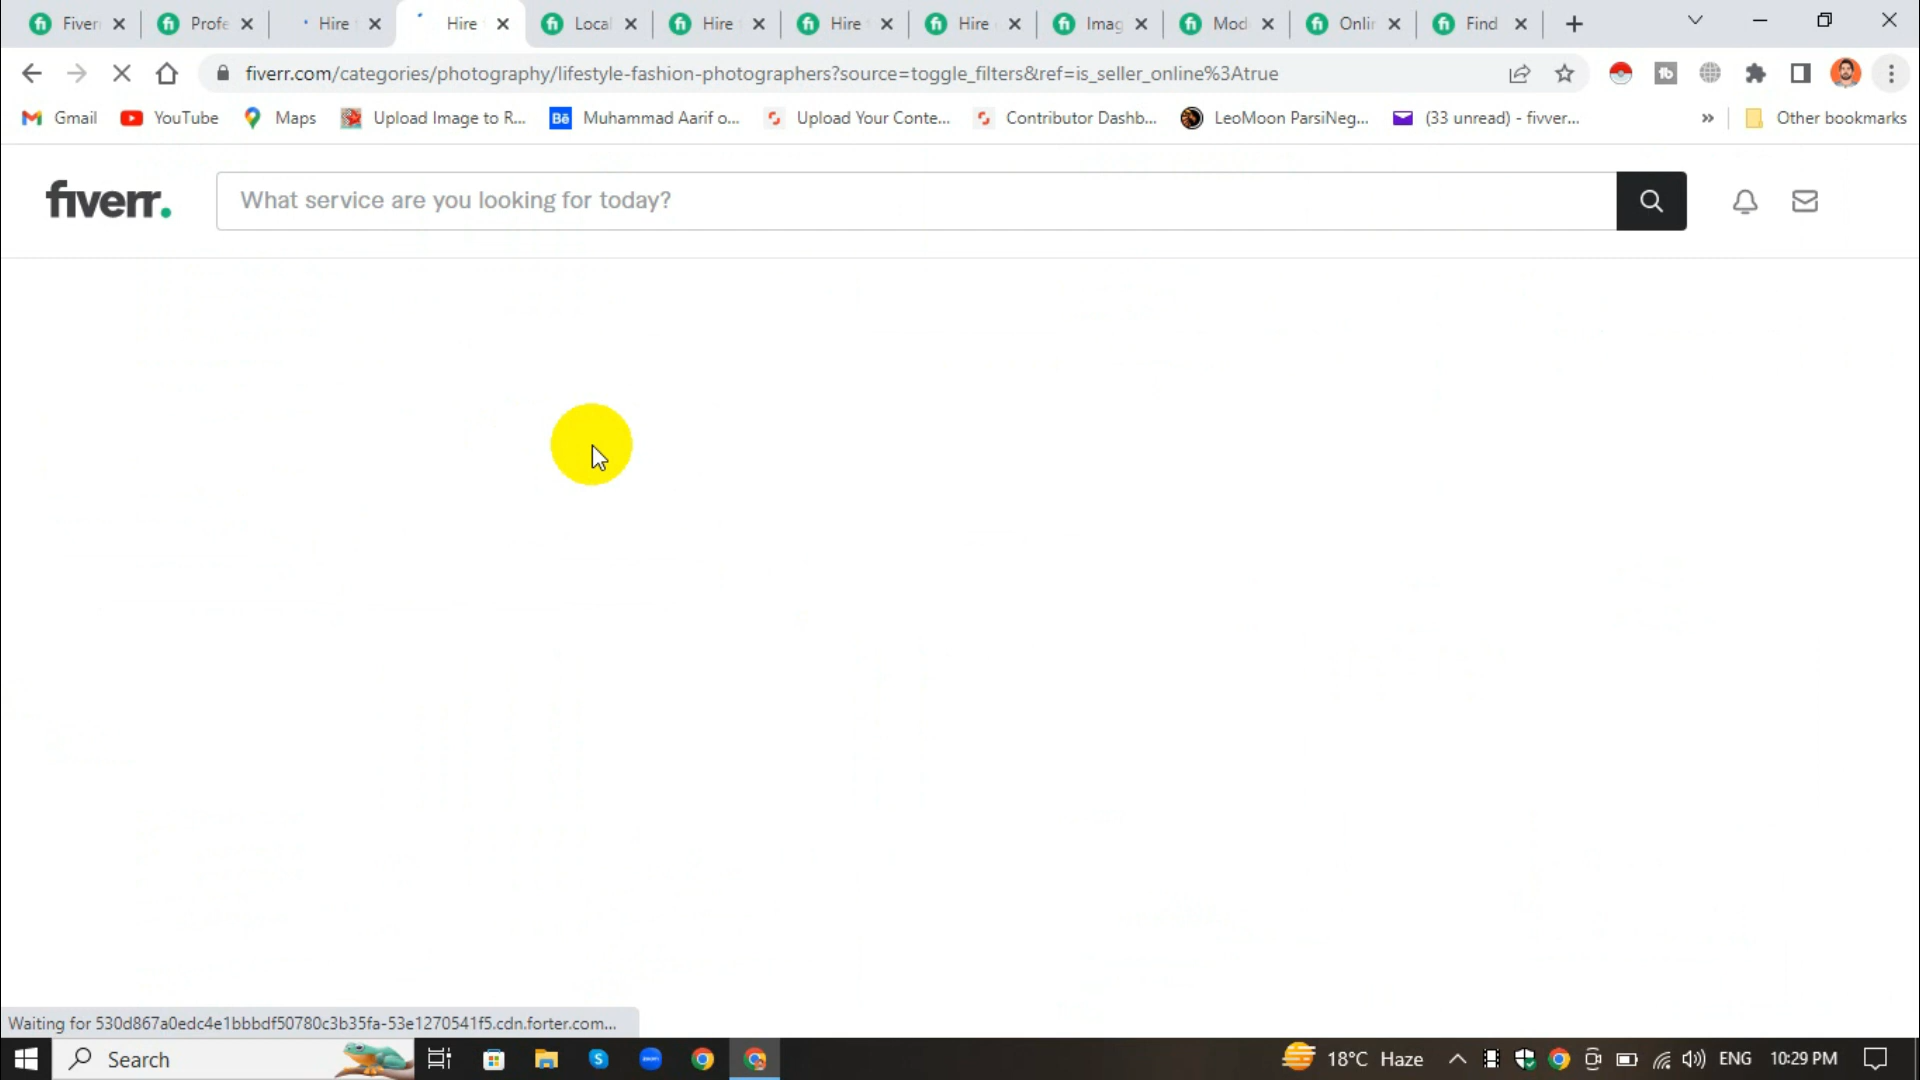 Fiverr Profe Hire Hire Local Hire Hire Hire Imag Mod Onlin Find
fiverr.com/categories/photography/lifestyle-fashion-photographers?source=toggle_filters&ref=is_seller_online%3Atrue
Gmail YouTube Maps Upload Image to R... Bē Muhammad Aarif o... Upload Your Conte... Contributor Dashb... LeoMoon ParsiNeg... (33 unread) - fivver... » Other bookmarks
fiverr. What service are you looking for today?
Waiting for 530d867a0edc4e1bbbdf50780c3b35fa-53e1270541f5.cdn.forter.com...
Search 18°C Haze ENG 10:29 PM